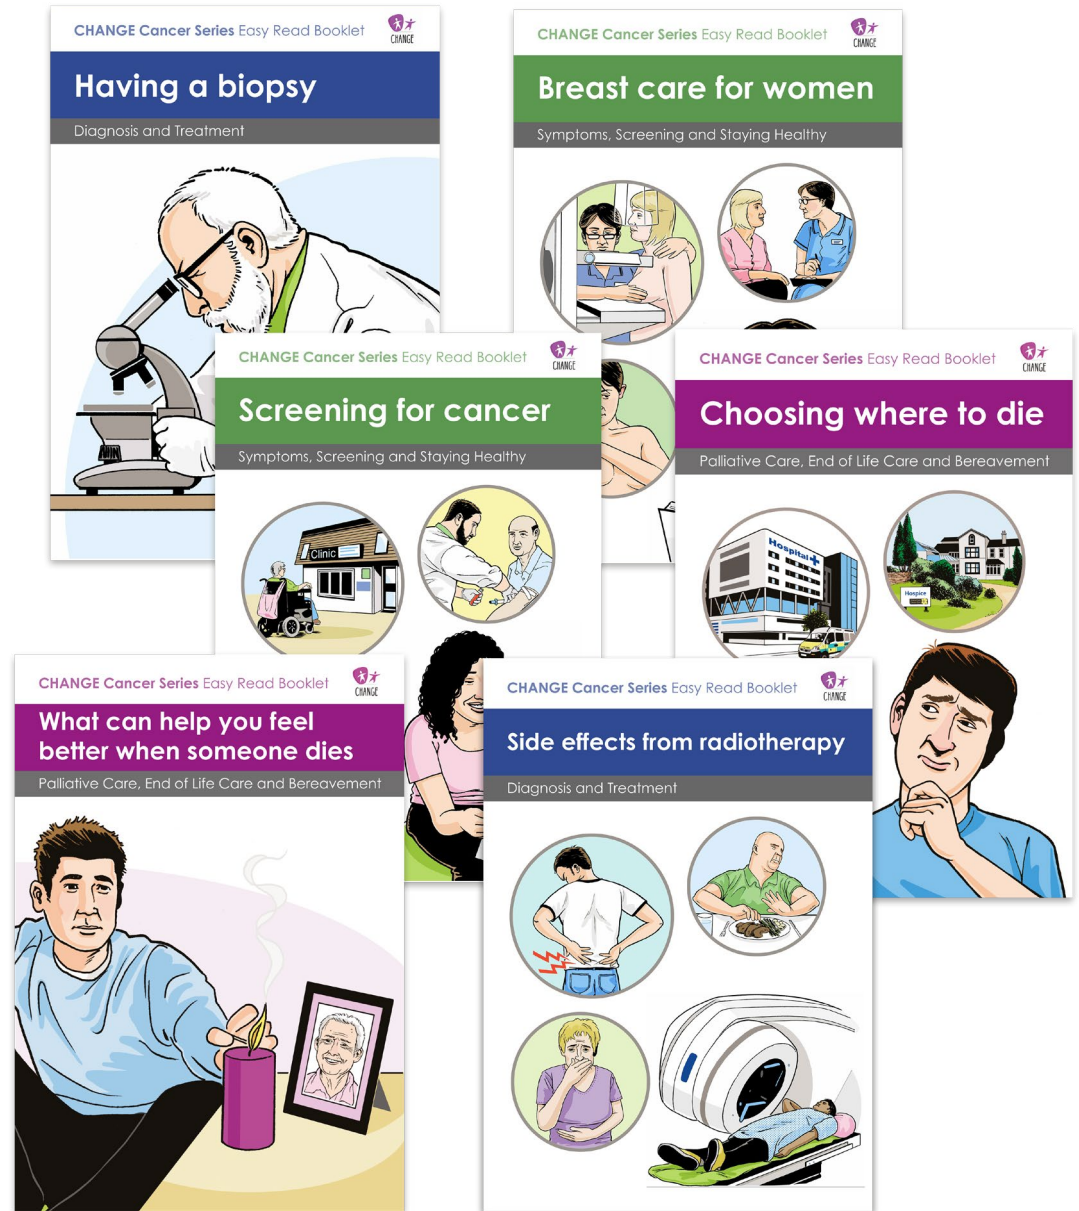 CHANGE Cancer Series Easy Read Booklet
CHANGE
Having a biopsy
Diagnosis and Treatment
CHANGE Cancer Series Easy Read Booklet
CHANGE
Breast care for women
Symptoms, Screening and Staying Healthy
CHANGE Cancer Series Easy Read Booklet
CHANGE
Screening for cancer
Symptoms, Screening and Staying Healthy
Clinic
CHANGE Cancer Series Easy Read Booklet
CHANGE
Choosing where to die
Palliative Care, End of Life Care and Bereavement
Hospital
Hospice
CHANGE Cancer Series Easy Read Booklet
CHANGE
What can help you feel
better when someone dies
Palliative Care, End of Life Care and Bereavement
CHANGE Cancer Series Easy Read Booklet
CHANGE
Side effects from radiotherapy
Diagnosis and Treatment